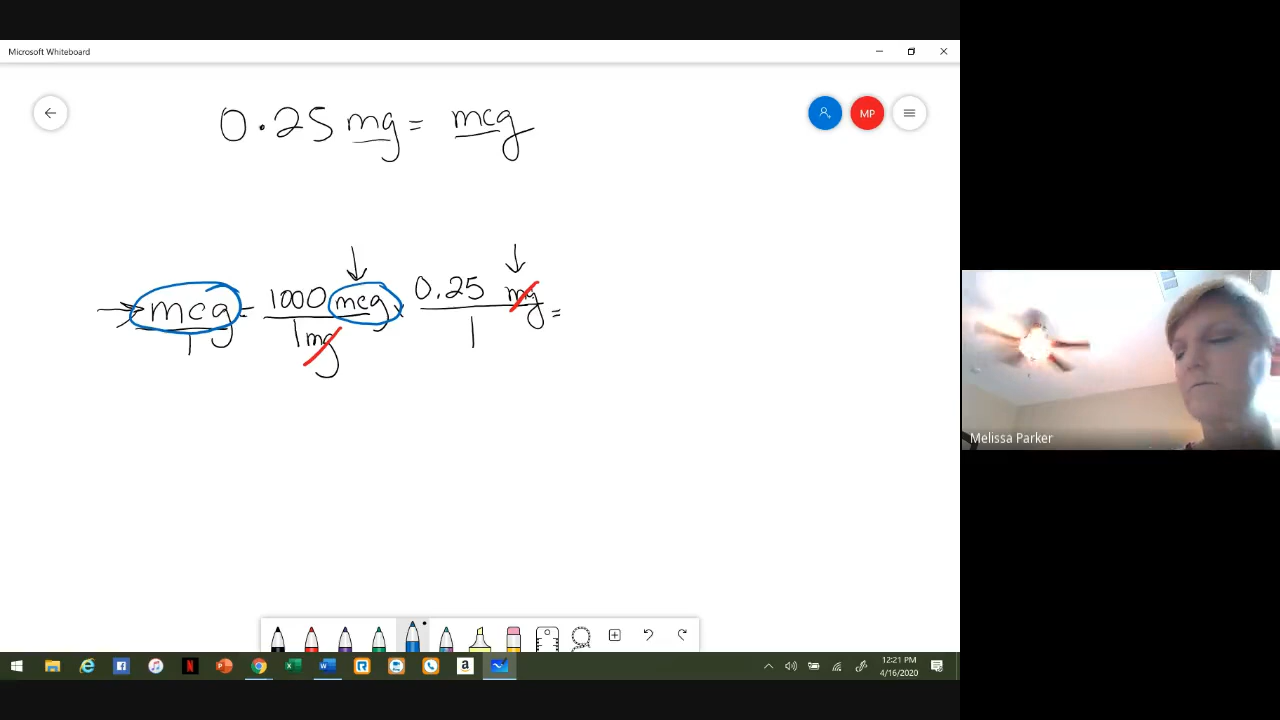 Microsoft Whiteboard
MP
0.25 mg = mcg
mcg = 1000 mcg x 0.25 mg =
1 1mg 1
Melissa Parker
12:21 PM
4/16/2020